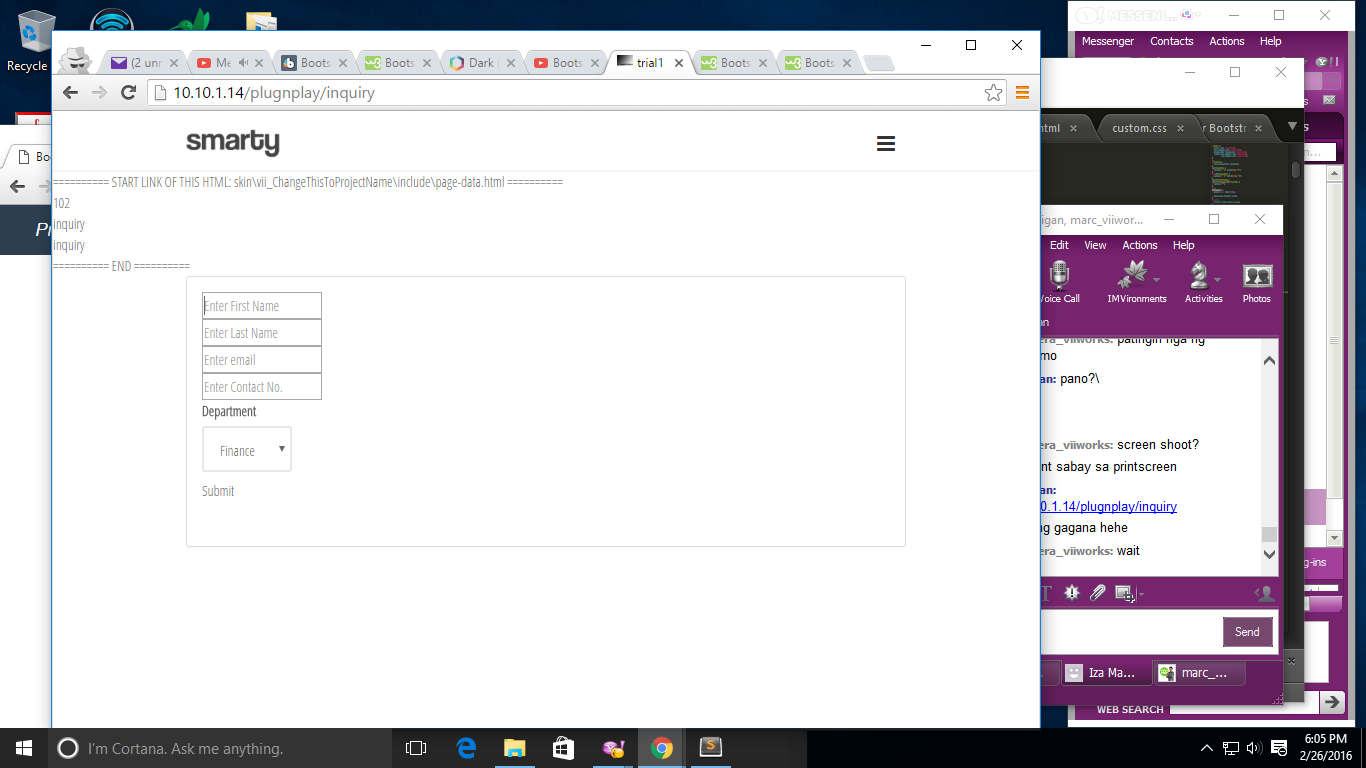 Recycle
MESSENGER
Messenger Contacts Actions Help
(2 unr
Me
Boots
Boots
Dark
Boots
trial1
Boots
Boots
10.10.1.14/plugnplay/inquiry
html
custom.css
r Bootstr
Bo
smarty
========== START LINK OF THIS HTML: skin\vii_ChangeThisToProjectName\include\page-data.html ==========
102
inquiry
inquiry
========== END ==========
Enter First Name
Enter Last Name
Enter email
Enter Contact No.
Department
Finance
Submit
igan, marc_viiwor...
Edit View Actions Help
Voice Call IMVironments Activities Photos
an
era_viiworks: patingin nga ng
mo
an: pano?\
era_viiworks: screen shoot?
nt sabay sa printscreen
an:
0.1.14/plugnplay/inquiry
ng gagana hehe
era_viiworks: wait
g-ins
Send
Iza Ma...
marc_...
WEB SEARCH
I'm Cortana. Ask me anything.
6:05 PM
2/26/2016